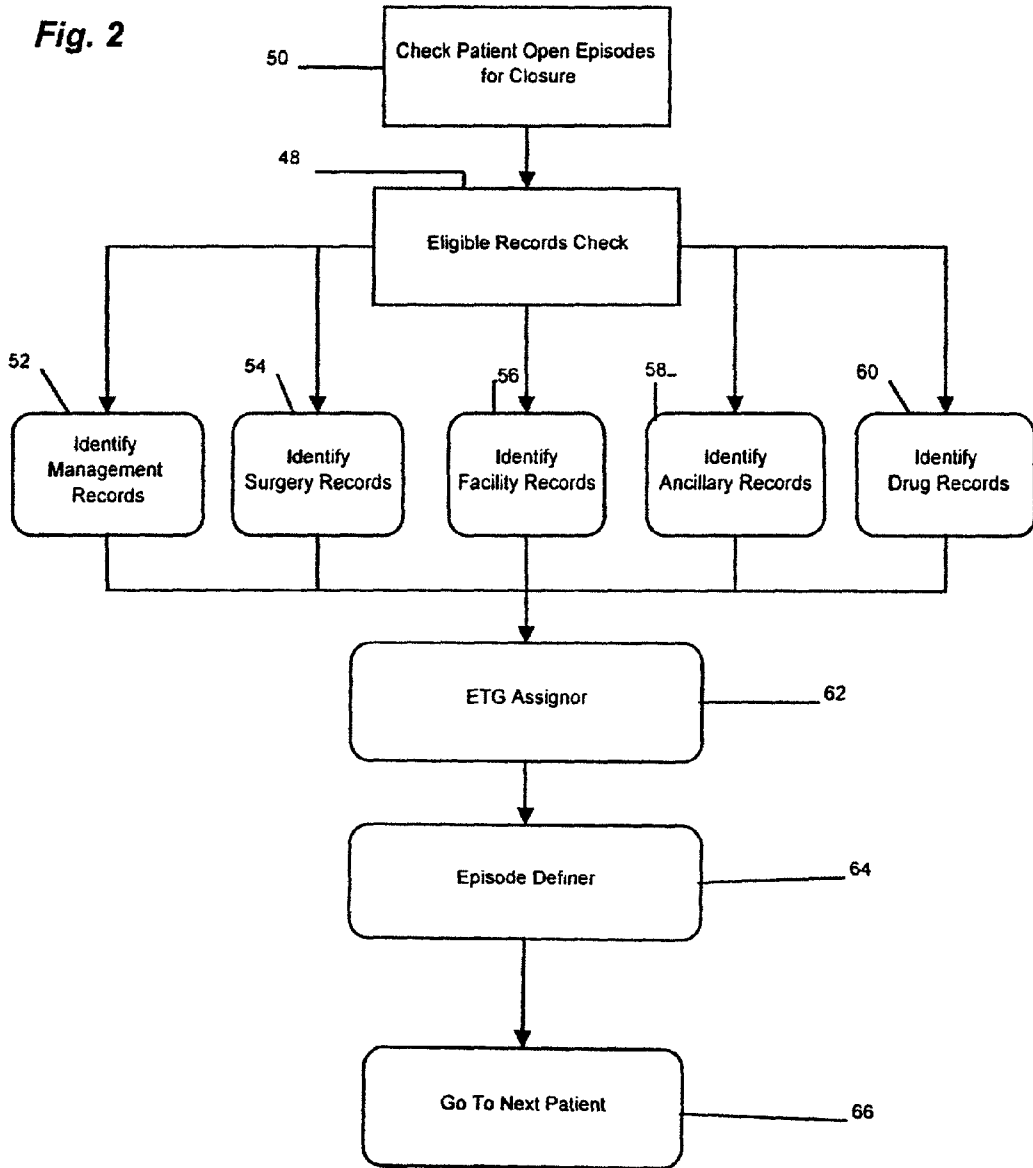 Fig. 2
50
Check Patient Open Episodes
for Closure
48
Eligible Records Check
52
54
56
58
60
Identify
Management
Records
Identify
Surgery Records
Identify
Facility Records
Identify
Ancillary Records
Identify
Drug Records
ETG Assignor
62
Episode Definer
64
Go To Next Patient
66